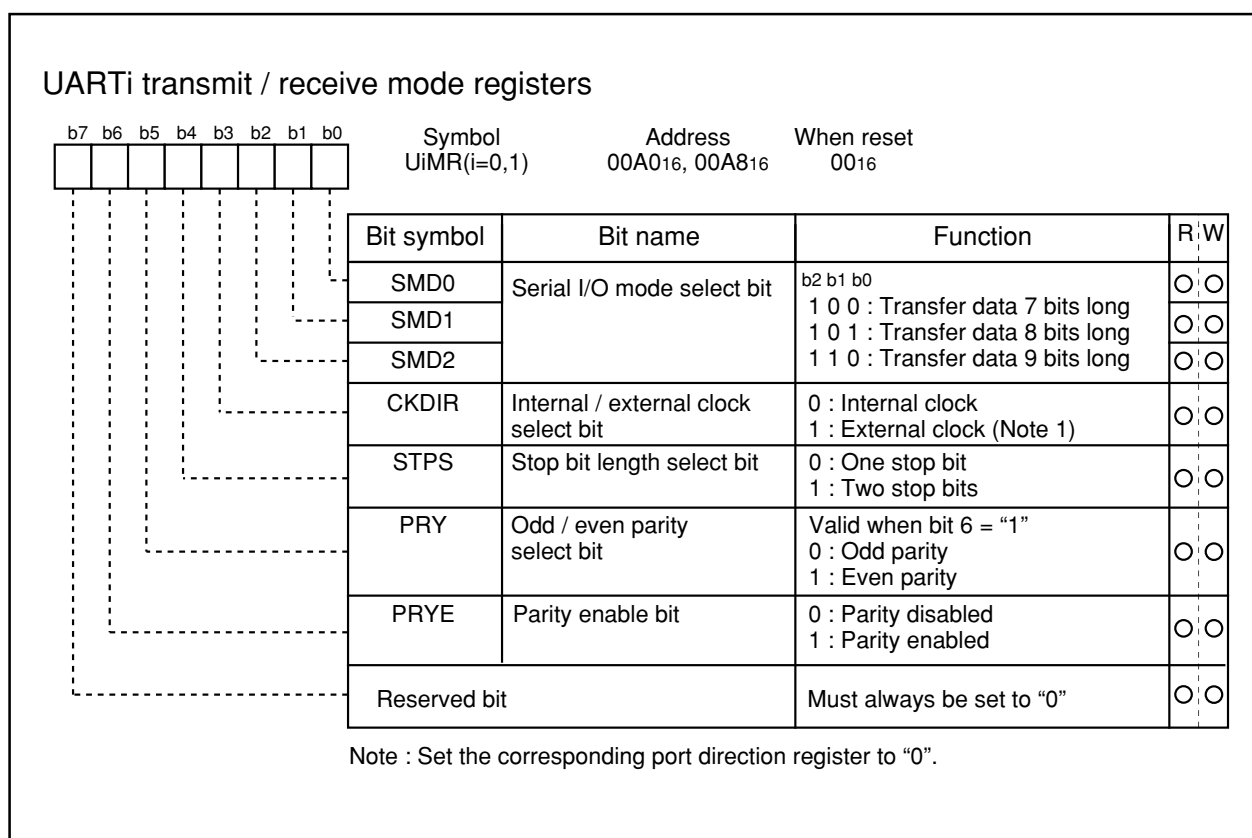 UARTi transmit / receive mode registers
b7 b6 b5 b4 b3 b2 b1 b0
Symbol Address When reset
UiMR(i=0,1) 00A016, 00A816 0016
Bit symbol Bit name Function R W
SMD0 Serial I/O mode select bit b2 b1 b0
1 0 0 : Transfer data 7 bits long
SMD1 1 0 1 : Transfer data 8 bits long
SMD2 1 1 0 : Transfer data 9 bits long
CKDIR Internal / external clock 0 : Internal clock
select bit 1 : External clock (Note 1)
STPS Stop bit length select bit 0 : One stop bit
1 : Two stop bits
PRY Odd / even parity Valid when bit 6 = “1”
select bit 0 : Odd parity
1 : Even parity
PRYE Parity enable bit 0 : Parity disabled
1 : Parity enabled
Reserved bit Must always be set to “0”
Note : Set the corresponding port direction register to “0”.